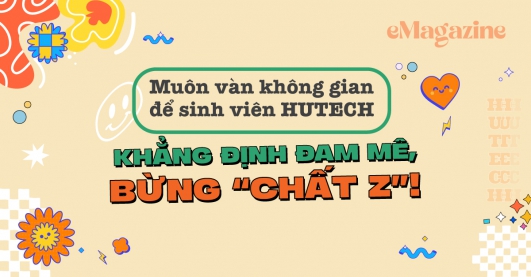 eMagazine
Muôn vàn không gian
để sinh viên HUTECH
KHẲNG ĐỊNH ĐAM MÊ,
BỪNG “CHẤT Z”!